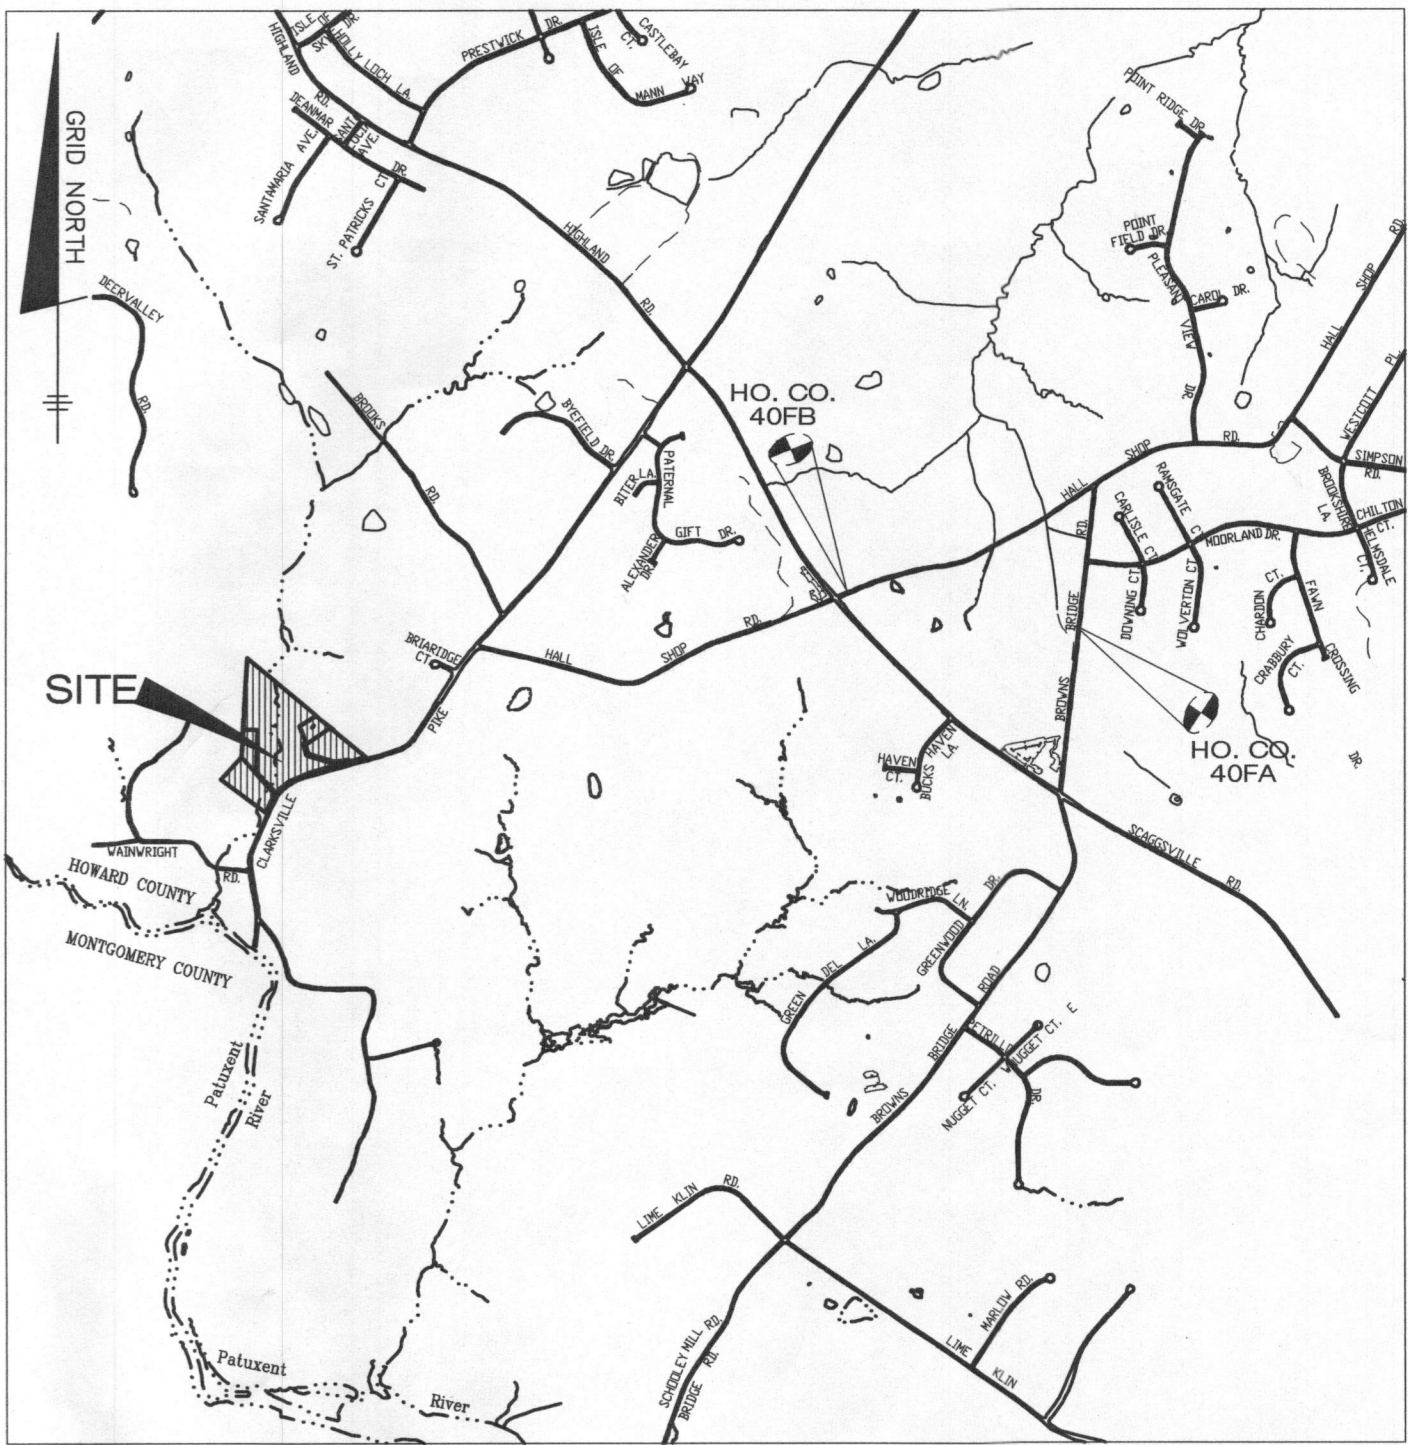 GRID NORTH
HIGHLAND
RD.
ISLE OF
SKY DR.
HOLLY LOCH LA.
PRESTWICK DR.
ISLE OF
MANN WAY
CASTLEBAY
CT.
DEANMAR
DR.
SANTA
LUCIA
AVE.
SANTAMARIA AVE.
ST. PATRICKS CT.
HIGHLAND
RD.
POINT RIDGE DR.
POINT
FIELD DR.
PLEASANT
VIEW
DR.
CAROL DR.
HALL SHOP RD.
WESTCOTT PL.
DEERVALLEY
RD.
BROOKS
RD.
BYEFIELD DR.
HO. CO.
40FB
BITER LA.
PATERNAL
GIFT DR.
ALEXANDER
DR.
HALL SHOP RD.
SIMPSON
RD.
BROOKSHIRE
LA.
CHILTON
CT.
HELMSDALE
CT.
RAMSGATE CT.
CARLISLE CT.
MOORLAND DR.
DOWNING CT.
WOLVERTON CT.
CHARDON CT.
FAWN
CROSSING
DR.
CRABBURY
CT.
BRIARIDGE
CT.
HALL SHOP RD.
BROWNS BRIDGE RD.
SITE
PIKE
CLARKSVILLE
HAVEN
CT.
BUCKS HAVEN
LA.
HO. CO.
40FA
WAINWRIGHT
RD.
HOWARD COUNTY
MONTGOMERY COUNTY
SCAGGSVILLE
RD.
WOODRIDGE
LN.
GREENWOOD DR.
GREEN DEL LA.
BROWNS BRIDGE ROAD
PETRILLO
DR.
NUGGET CT. E
NUGGET CT. W
Patuxent
River
LIME KLIN RD.
MARLOW RD.
LIME
KLIN
SCHOOLEY MILL RD.
BRIDGE RD.
Patuxent
River